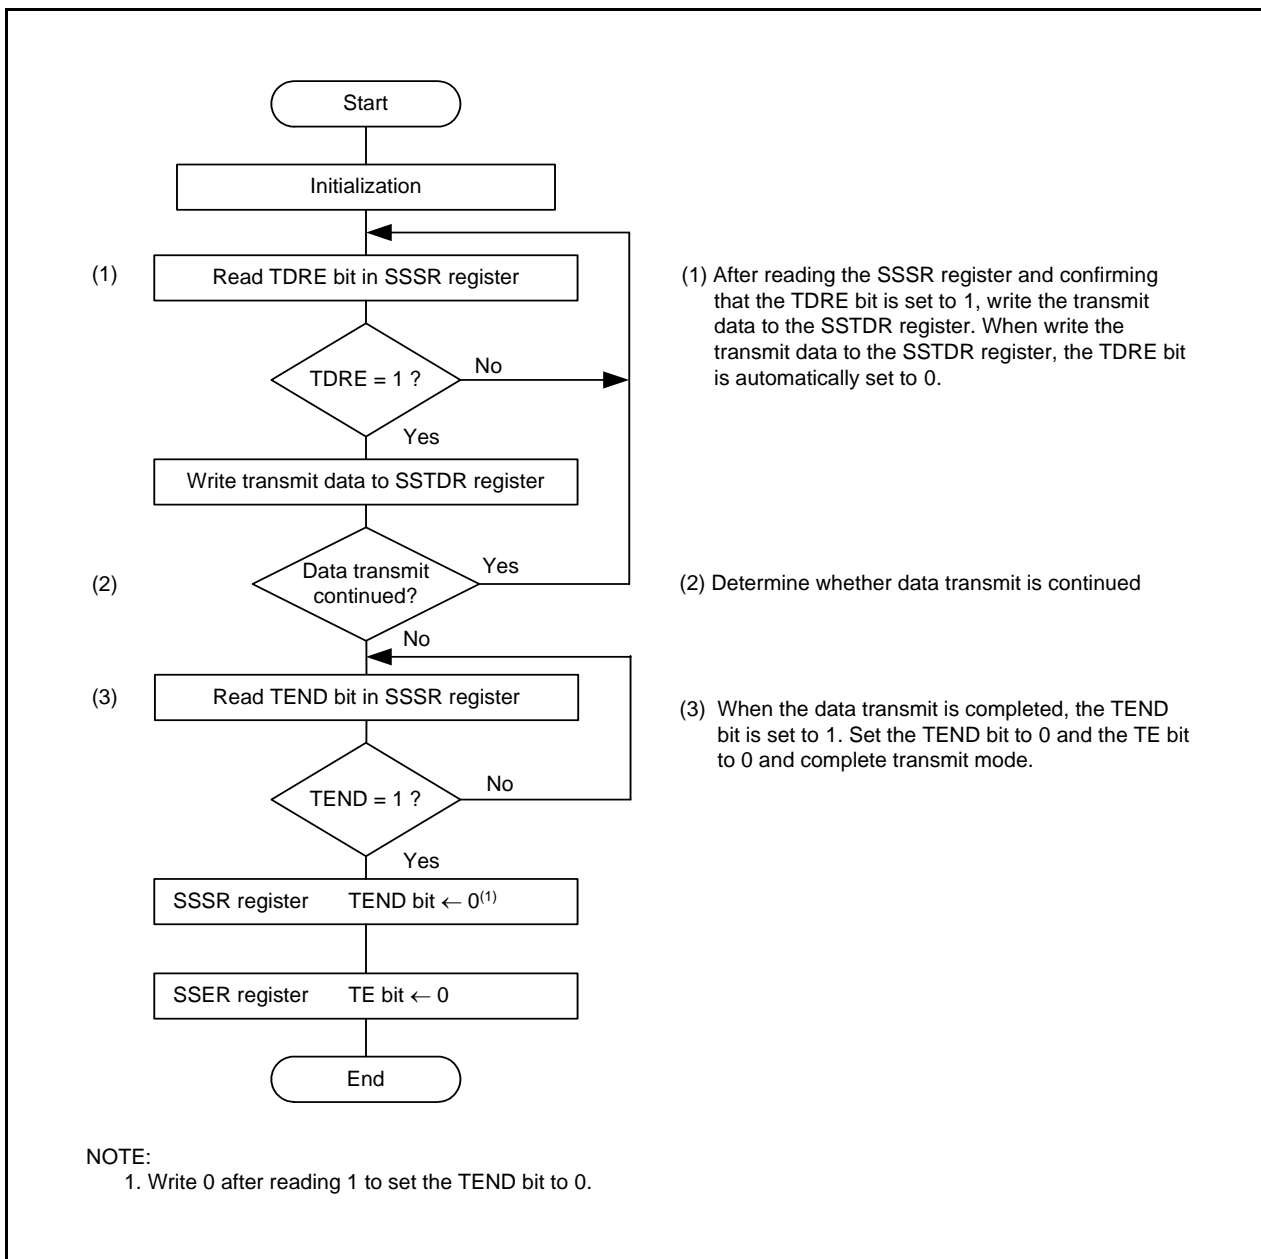 Start
Initialization
(1)
Read TDRE bit in SSSR register
TDRE = 1 ?
No
Yes
Write transmit data to SSTDR register
(2)
Data transmit
continued?
Yes
No
(3)
Read TEND bit in SSSR register
TEND = 1 ?
No
Yes
SSSR register TEND bit ← 0(1)
SSER register TE bit ← 0
End
(1) After reading the SSSR register and confirming
that the TDRE bit is set to 1, write the transmit
data to the SSTDR register. When write the
transmit data to the SSTDR register, the TDRE bit
is automatically set to 0.
(2) Determine whether data transmit is continued
(3) When the data transmit is completed, the TEND
bit is set to 1. Set the TEND bit to 0 and the TE bit
to 0 and complete transmit mode.
NOTE:
1. Write 0 after reading 1 to set the TEND bit to 0.